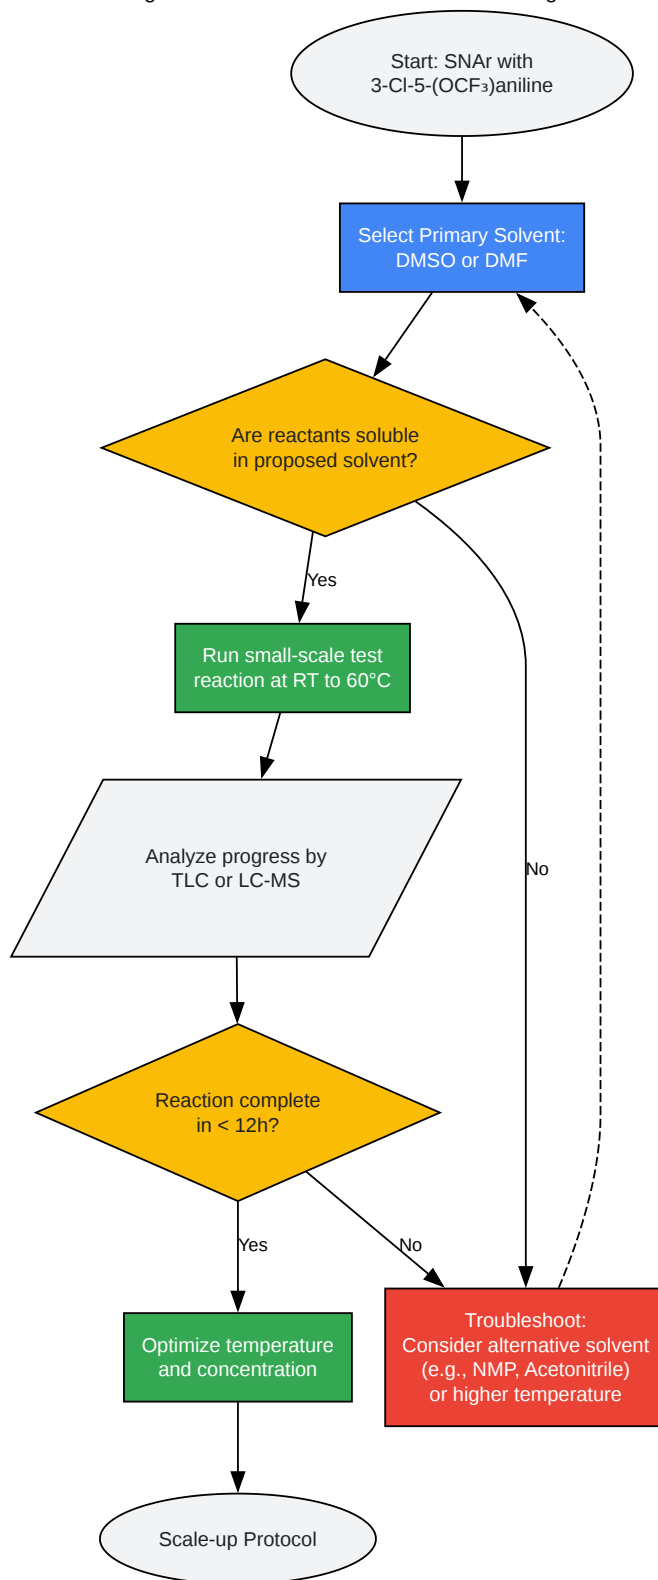 Start: SNAr with
3-Cl-5-(OCF₃)aniline
Select Primary Solvent:
DMSO or DMF
Are reactants soluble
in proposed solvent?
Yes
Run small-scale test
reaction at RT to 60°C
Analyze progress by
TLC or LC-MS
No
Reaction complete
in < 12h?
Yes
No
Optimize temperature
and concentration
Troubleshoot:
Consider alternative solvent
(e.g., NMP, Acetonitrile)
or higher temperature
Scale-up Protocol